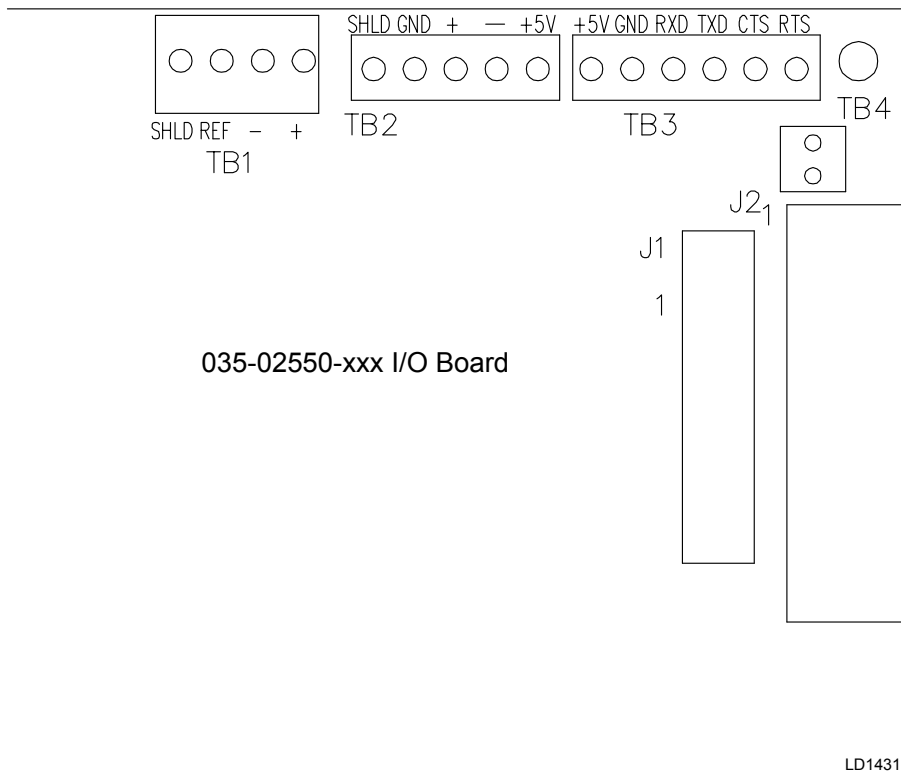 SHLD GND + — +5V +5V GND RXD TXD CTS RTS
SHLD REF − +
TB1
TB2
TB3
TB4
J2 1
J1
1
035-02550-xxx I/O Board
LD1431